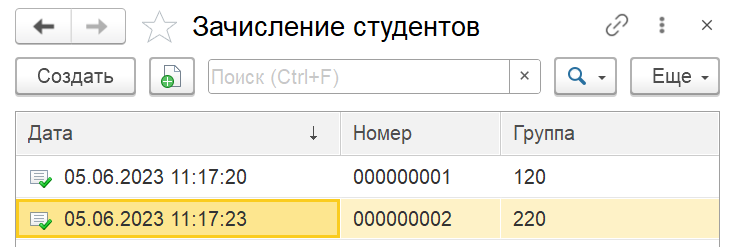 Зачисление студентов
Создать Поиск (Ctrl+F) Еще
Дата Номер Группа
05.06.2023 11:17:20 000000001 120
05.06.2023 11:17:23 000000002 220